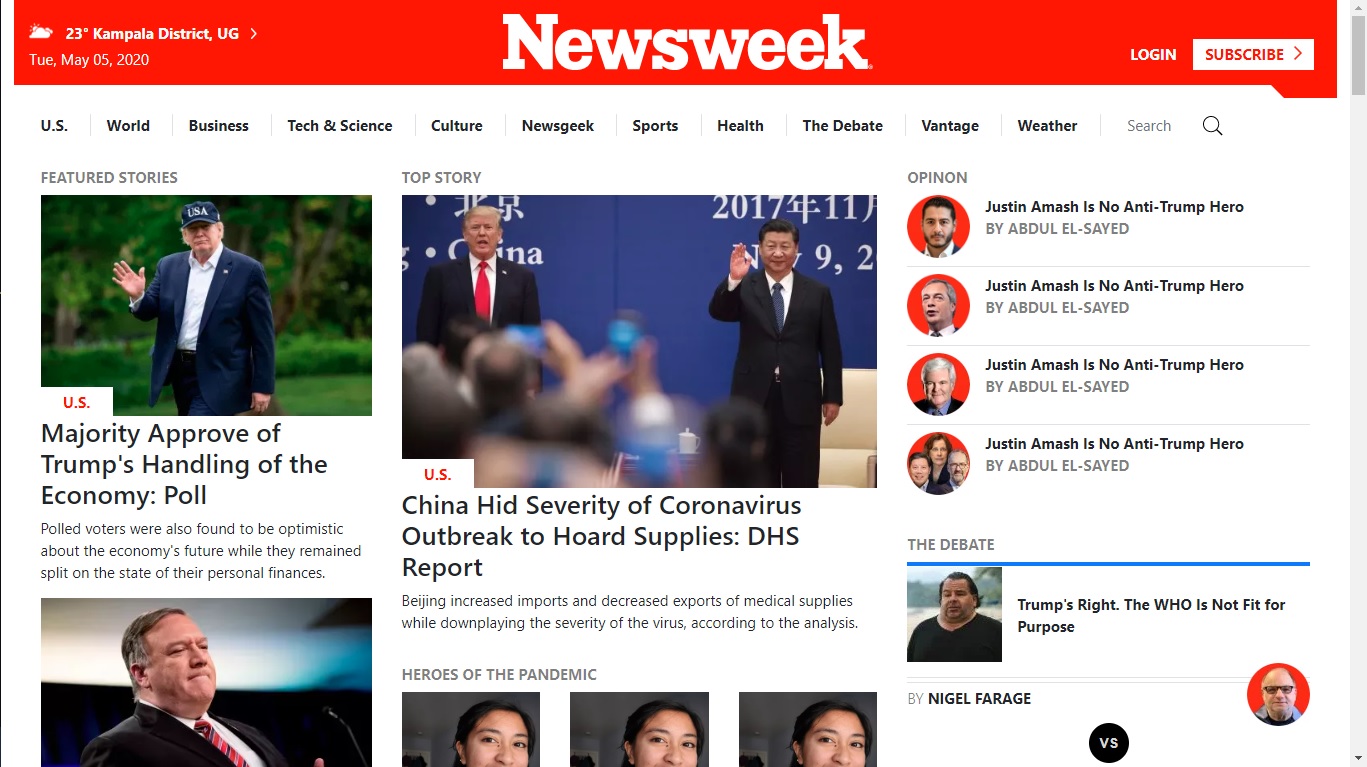 23° Kampala District, UG
Tue, May 05, 2020
Newsweek
LOGIN
SUBSCRIBE
U.S.
World
Business
Tech & Science
Culture
Newsgeek
Sports
Health
The Debate
Vantage
Weather
Search
FEATURED STORIES
USA
U.S.
Majority Approve of
Trump's Handling of the
Economy: Poll
Polled voters were also found to be optimistic
about the economy's future while they remained
split on the state of their personal finances.
TOP STORY
北京
2017年11月
9, 2
U.S.
China Hid Severity of Coronavirus
Outbreak to Hoard Supplies: DHS
Report
Beijing increased imports and decreased exports of medical supplies
while downplaying the severity of the virus, according to the analysis.
HEROES OF THE PANDEMIC
OPINON
Justin Amash Is No Anti-Trump Hero
BY ABDUL EL-SAYED
Justin Amash Is No Anti-Trump Hero
BY ABDUL EL-SAYED
Justin Amash Is No Anti-Trump Hero
BY ABDUL EL-SAYED
Justin Amash Is No Anti-Trump Hero
BY ABDUL EL-SAYED
THE DEBATE
Trump's Right. The WHO Is Not Fit for
Purpose
BY NIGEL FARAGE
VS